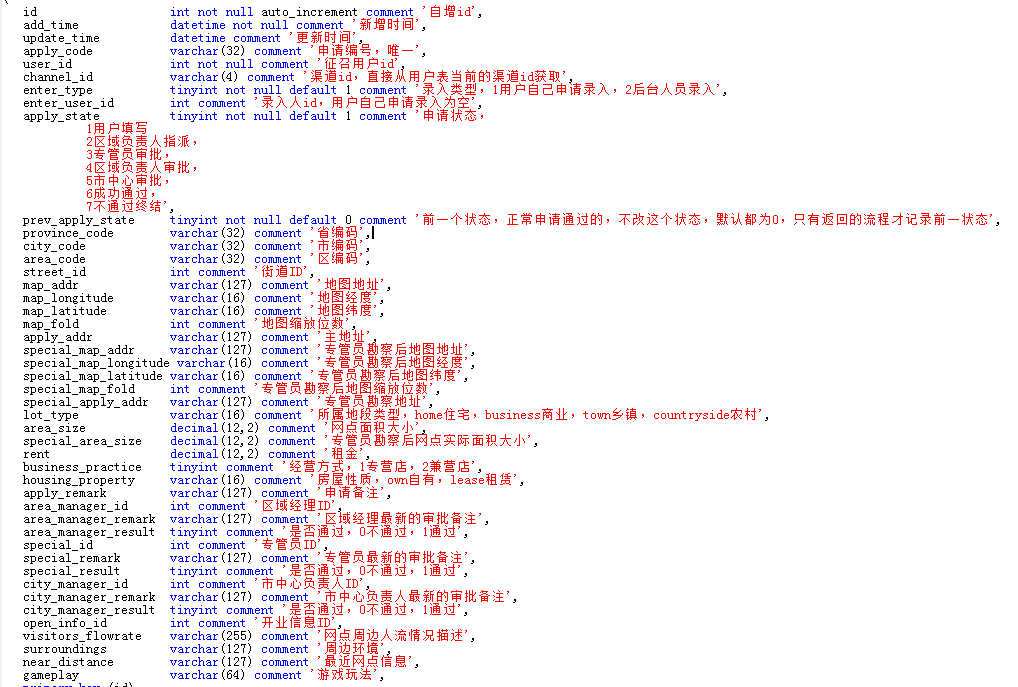 (
id int not null auto_increment comment '自增id',
add_time datetime not null comment '新增时间',
update_time datetime comment '更新时间',
apply_code varchar(32) comment '申请编号，唯一',
user_id int not null comment '征召用户id',
channel_id varchar(4) comment '渠道id，直接从用户表当前的渠道id获取',
enter_type tinyint not null default 1 comment '录入类型，1用户自己申请录入，2后台人员录入',
enter_user_id int comment '录入人id，用户自己申请录入为空',
apply_state tinyint not null default 1 comment '申请状态，
1用户填写
2区域负责人指派，
3专管员审批，
4区域负责人审批，
5市中心审批，
6成功通过，
7不通过终结',
prev_apply_state tinyint not null default 0 comment '前一个状态，正常申请通过的，不改这个状态，默认都为0，只有返回的流程才记录前一状态',
province_code varchar(32) comment '省编码',
city_code varchar(32) comment '市编码',
area_code varchar(32) comment '区编码',
street_id int comment '街道ID',
map_addr varchar(127) comment '地图地址',
map_longitude varchar(16) comment '地图经度',
map_latitude varchar(16) comment '地图纬度',
map_fold int comment '地图缩放位数',
apply_addr varchar(127) comment '主地址',
special_map_addr varchar(127) comment '专管员勘察后地图地址',
special_map_longitude varchar(16) comment '专管员勘察后地图经度',
special_map_latitude varchar(16) comment '专管员勘察后地图纬度',
special_map_fold int comment '专管员勘察后地图缩放位数',
special_apply_addr varchar(127) comment '专管员勘察地址',
lot_type varchar(16) comment '所属地段类型，home住宅，business商业，town乡镇，countryside农村',
area_size decimal(12,2) comment '网点面积大小',
special_area_size decimal(12,2) comment '专管员勘察后网点实际面积大小',
rent decimal(12,2) comment '租金',
business_practice tinyint comment '经营方式，1专营店，2兼营店',
housing_property varchar(16) comment '房屋性质，own自有，lease租赁',
apply_remark varchar(127) comment '申请备注',
area_manager_id int comment '区域经理ID',
area_manager_remark varchar(127) comment '区域经理最新的审批备注',
area_manager_result tinyint comment '是否通过，0不通过，1通过',
special_id int comment '专管员ID',
special_remark varchar(127) comment '专管员最新的审批备注',
special_result tinyint comment '是否通过，0不通过，1通过',
city_manager_id int comment '市中心负责人ID',
city_manager_remark varchar(127) comment '市中心负责人最新的审批备注',
city_manager_result tinyint comment '是否通过，0不通过，1通过',
open_info_id int comment '开业信息ID',
visitors_flowrate varchar(255) comment '网点周边人流情况描述',
surroundings varchar(127) comment '周边环境',
near_distance varchar(127) comment '最近网点信息',
gameplay varchar(64) comment '游戏玩法',
primary key (id)